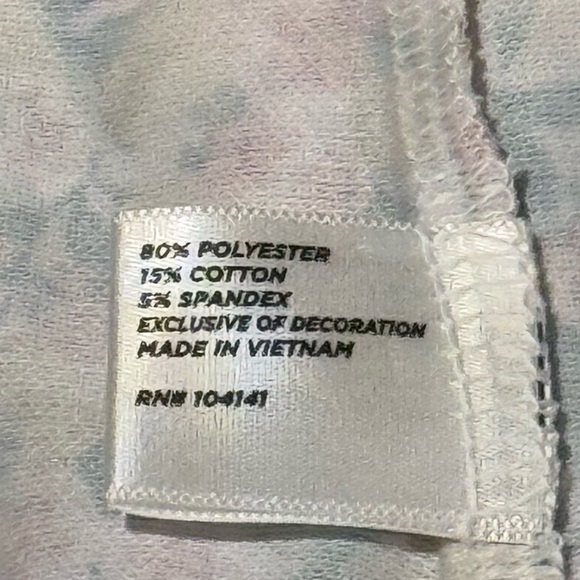 80% POLYESTER
15% COTTON
5% SPANDEX
EXCLUSIVE OF DECORATION
MADE IN VIETNAM
RN# 104141